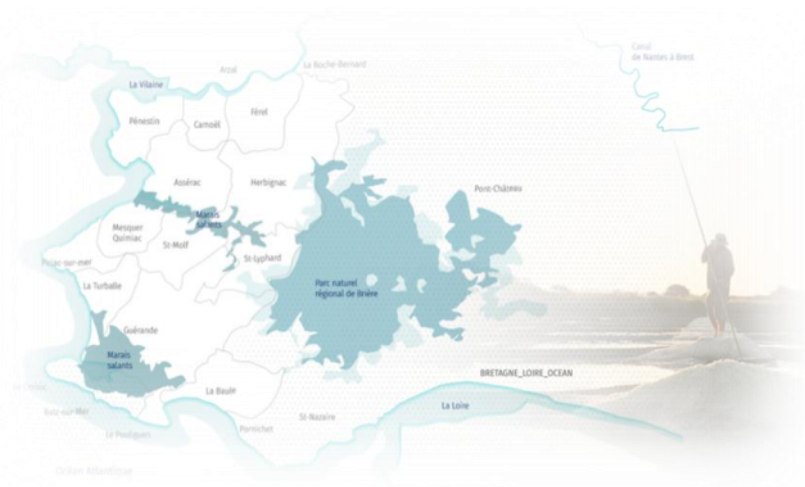 Canal
de Nantes à Brest
La Roche-Bernard
Arzal
La Vilaine
Férel
Pénestin
Camoël
Assérac
Herbignac
Pont-Château
Marais
salants
Mesquer
Quimiac
St-Molf
St-Lyphard
Piriac-sur-mer
La Turballe
Parc naturel
régional de Brière
Guérande
Marais
salants
BRETAGNE_LOIRE_OCEAN
La Baule
La Loire
Batz-sur-Mer
St-Nazaire
Pornichet
Le Pouliguen
Océan Atlantique